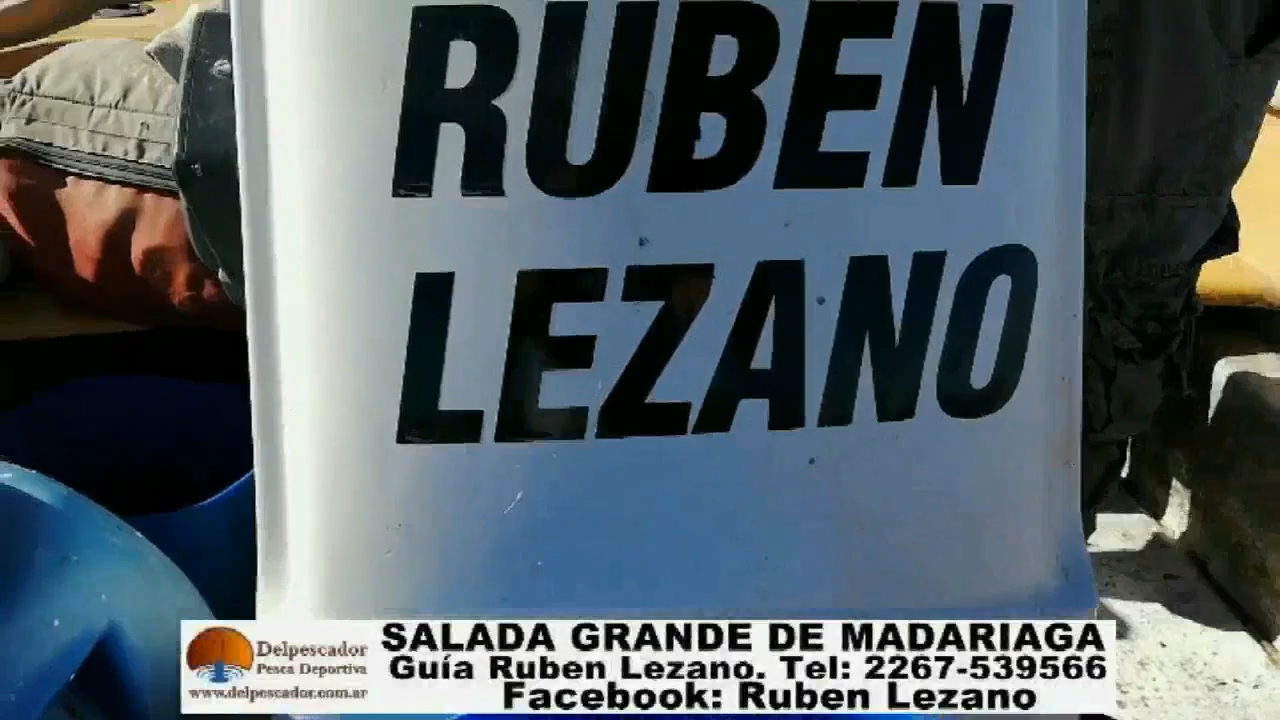 RUBEN
LEZANO
Delpescador
Pesca Deportiva
www.delpescador.com.ar
SALADA GRANDE DE MADARIAGA
Guía Ruben Lezano. Tel: 2267-539566
Facebook: Ruben Lezano